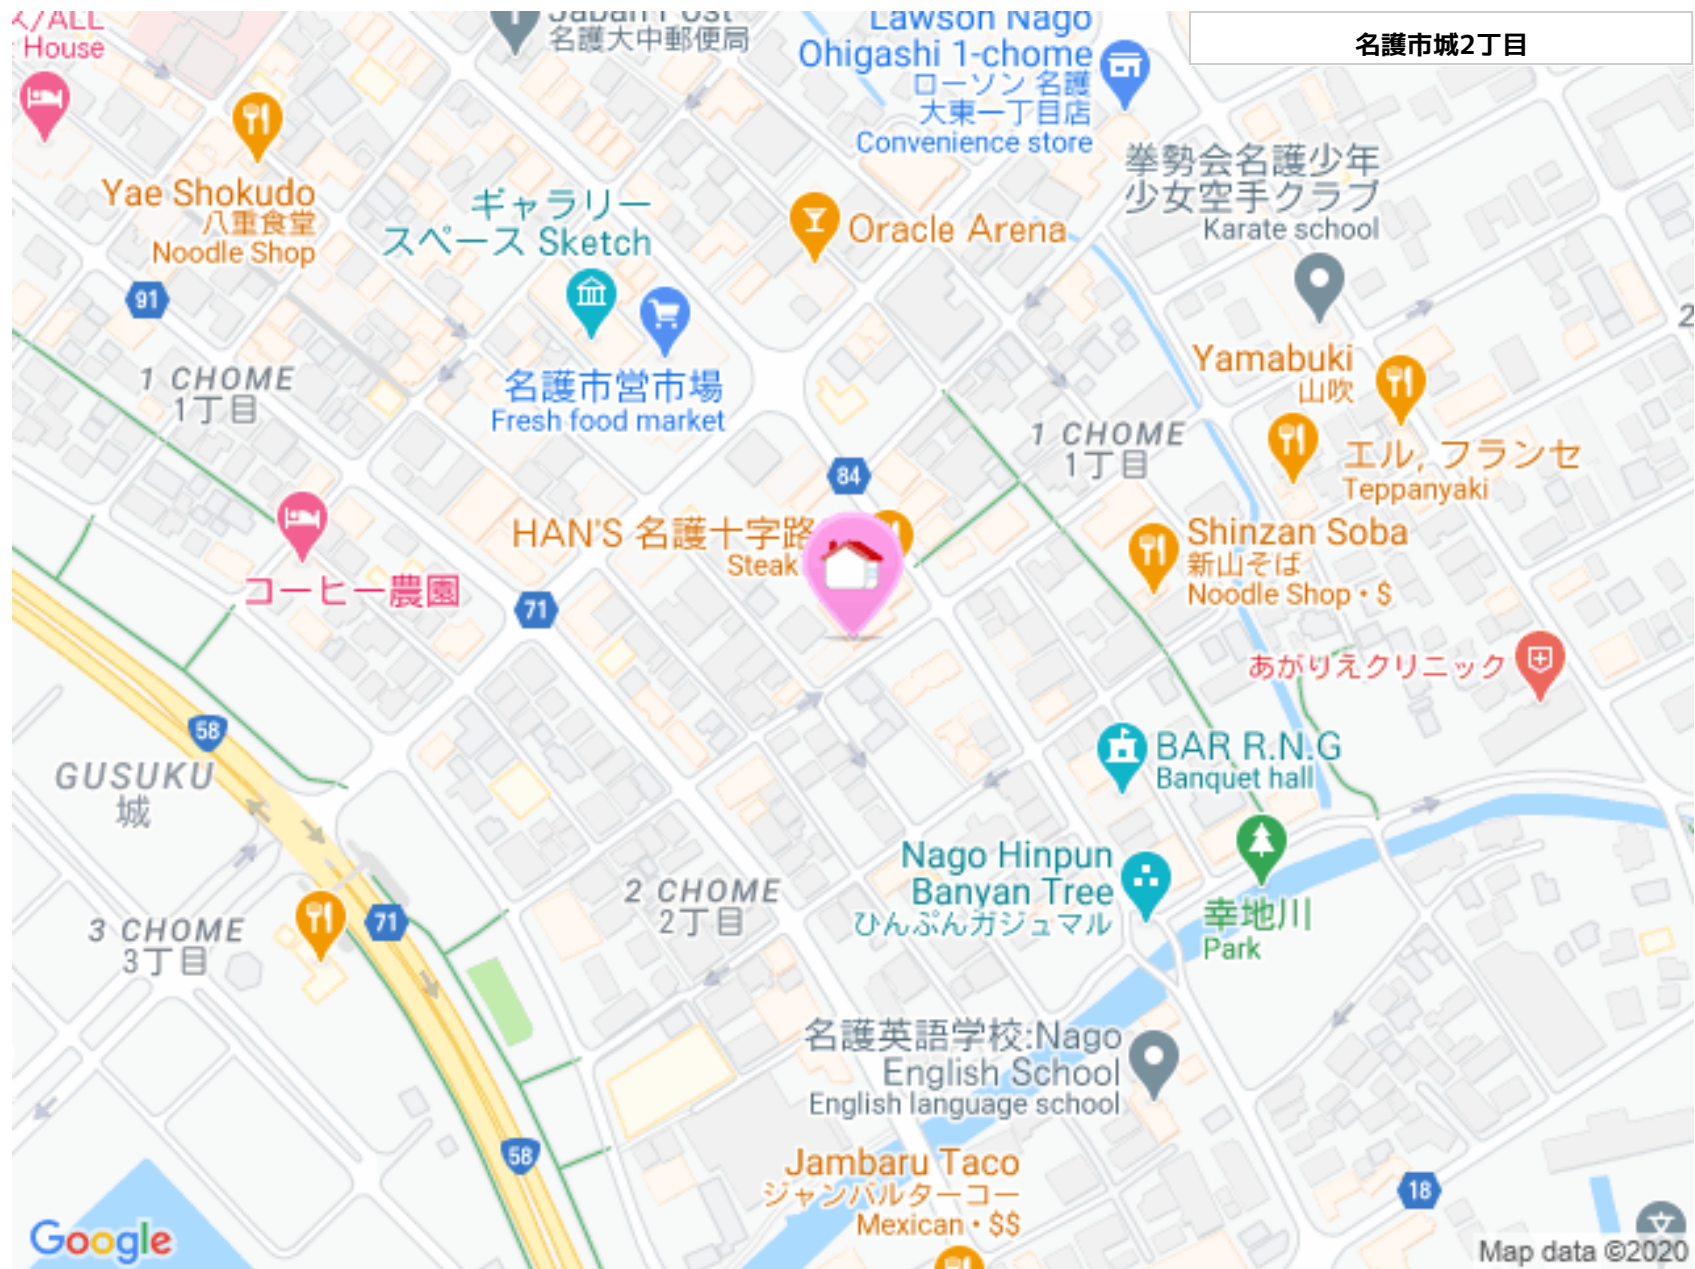 名護市城2丁目
House
Japan Post
名護大中郵便局
Lawson Nago
Ohigashi 1-chome
ローソン 名護
大東一丁目店
Convenience store
拳勢会名護少年
少女空手クラブ
Karate school
Yae Shokudo
八重食堂
Noodle Shop
ギャラリー
スペース Sketch
Oracle Arena
91
2
1 CHOME
1丁目
名護市営市場
Fresh food market
Yamabuki
山吹
1 CHOME
1丁目
エル, フランセ
Teppanyaki
84
HAN'S 名護十字路
Steak
Shinzan Soba
新山そば
Noodle Shop • $
コーヒー農園
71
あがりえクリニック
58
GUSUKU
城
BAR R.N.G
Banquet hall
Nago Hinpun
Banyan Tree
ひんぷんガジュマル
2 CHOME
2丁目
幸地川
Park
71
3 CHOME
3丁目
名護英語学校:Nago
English School
English language school
58
Jambaru Taco
ジャンバルターコー
Mexican • $$
18
Google
Map data ©2020